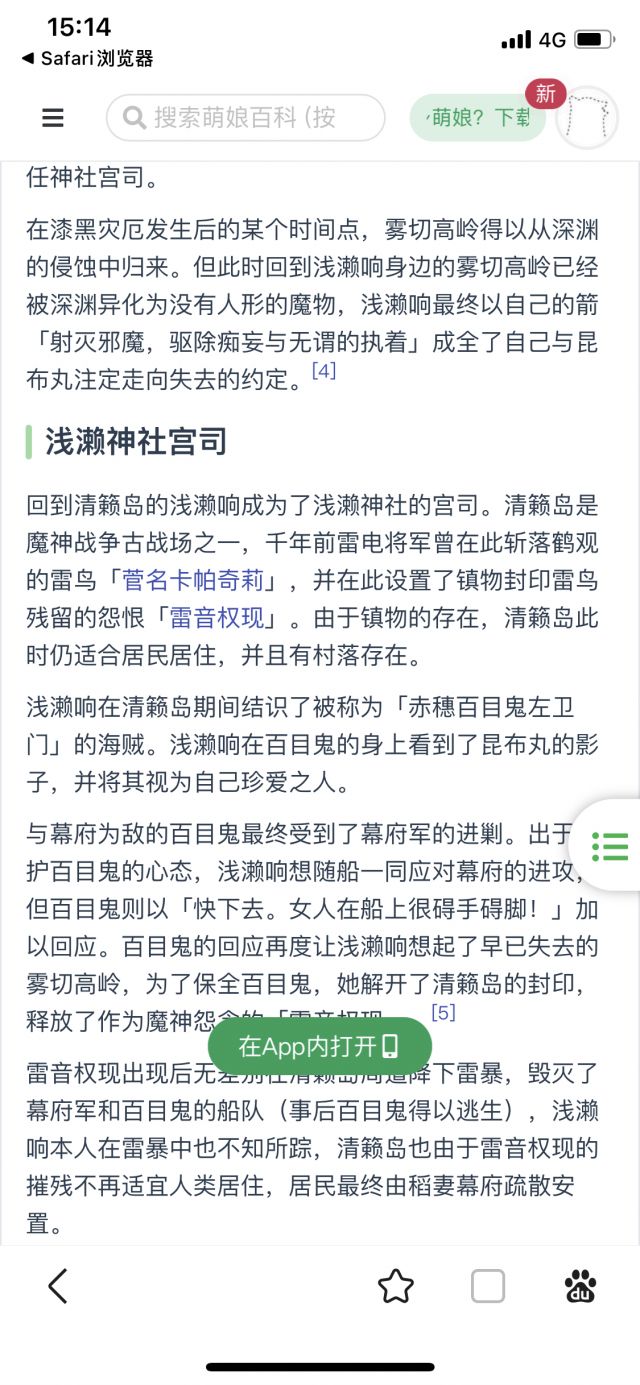 15:14
4G
◀ Safari浏览器
搜索萌娘百科 (按
萌娘？下载
新
任神社宫司。
在漆黑灾厄发生后的某个时间点，雾切高岭得以从深渊
的侵蚀中归来。但此时回到浅濑响身边的雾切高岭已经
被深渊异化为没有人形的魔物，浅濑响最终以自己的箭
「射灭邪魔，驱除痴妄与无谓的执着」成全了自己与昆
布丸注定走向失去的约定。[4]
浅濑神社宫司
回到清籁岛的浅濑响成为了浅濑神社的宫司。清籁岛是
魔神战争古战场之一，千年前雷电将军曾在此斩落鹤观
的雷鸟「菅名卡帕奇莉」，并在此设置了镇物封印雷鸟
残留的怨恨「雷音权现」。由于镇物的存在，清籁岛此
时仍适合居民居住，并且有村落存在。
浅濑响在清籁岛期间结识了被称为「赤穗百目鬼左卫
门」的海贼。浅濑响在百目鬼的身上看到了昆布丸的影
子，并将其视为自己珍爱之人。
与幕府为敌的百目鬼最终受到了幕府军的进剿。出于
护百目鬼的心态，浅濑响想随船一同应对幕府的进攻，
但百目鬼则以「快下去。女人在船上很碍手碍脚！」加
以回应。百目鬼的回应再度让浅濑响想起了早已失去的
雾切高岭，为了保全百目鬼，她解开了清籁岛的封印，
释放了作为魔神怨念的「雷音权现 [5]
在App内打开
雷音权现出现后无差别在清籁岛周遭降下雷暴，毁灭了
幕府军和百目鬼的船队（事后百目鬼得以逃生），浅濑
响本人在雷暴中也不知所踪，清籁岛也由于雷音权现的
摧残不再适宜人类居住，居民最终由稻妻幕府疏散安
置。
du